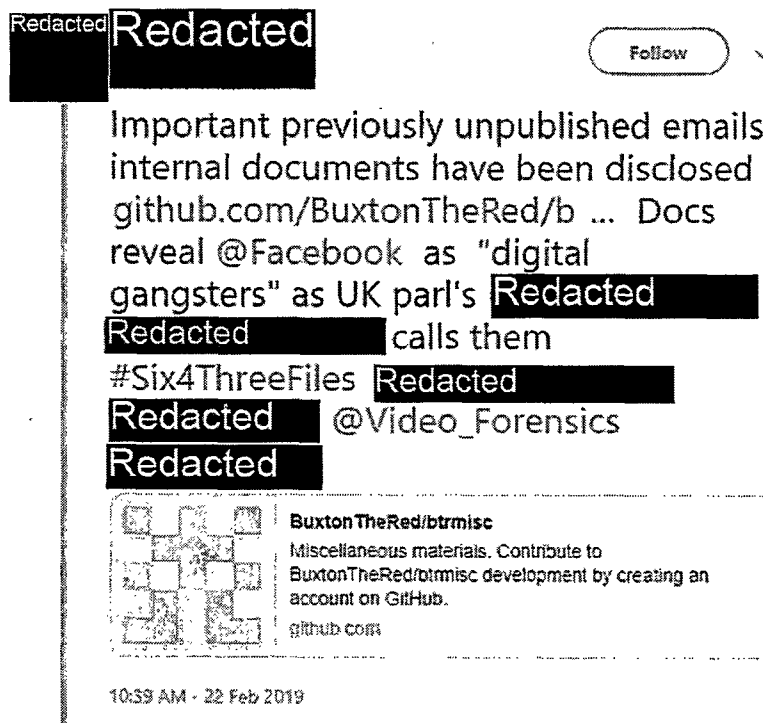 Redacted Redacted
Follow
Important previously unpublished emails
internal documents have been disclosed
github.com/BuxtonTheRed/b ... Docs
reveal @Facebook as "digital
gangsters" as UK parl's Redacted
Redacted calls them
#Six4ThreeFiles Redacted
Redacted @Video_Forensics
Redacted
BuxtonTheRed/btrmisc
Miscellaneous materials. Contribute to
BuxtonTheRed/btrmisc development by creating an
account on GitHub.
github com
10:39 AM - 22 Feb 2019